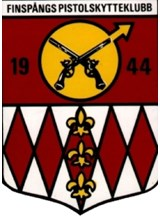 FINSPÅNGS PISTOLSKYTTEKLUBB
19 44